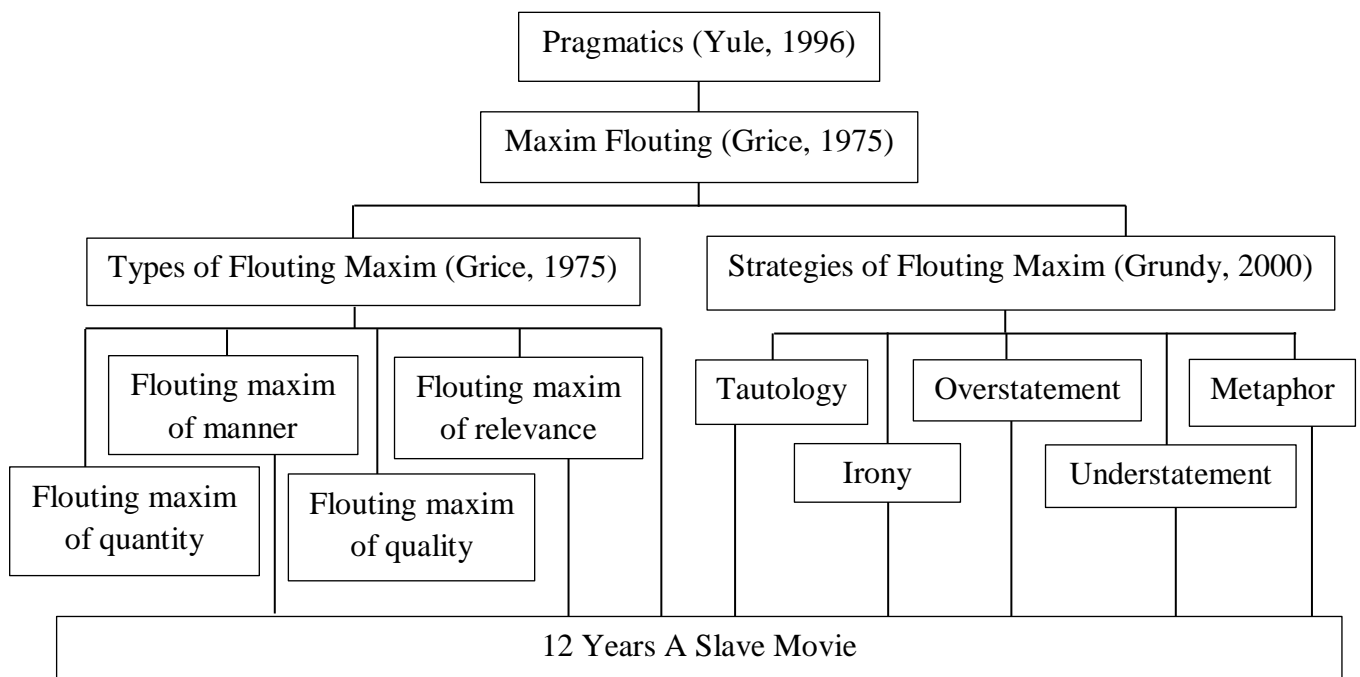 Pragmatics (Yule, 1996)
Maxim Flouting (Grice, 1975)
Types of Flouting Maxim (Grice, 1975)
Strategies of Flouting Maxim (Grundy, 2000)
Flouting maxim
of manner
Flouting maxim
of relevance
Flouting maxim
of quantity
Flouting maxim
of quality
Tautology
Overstatement
Metaphor
Irony
Understatement
12 Years A Slave Movie